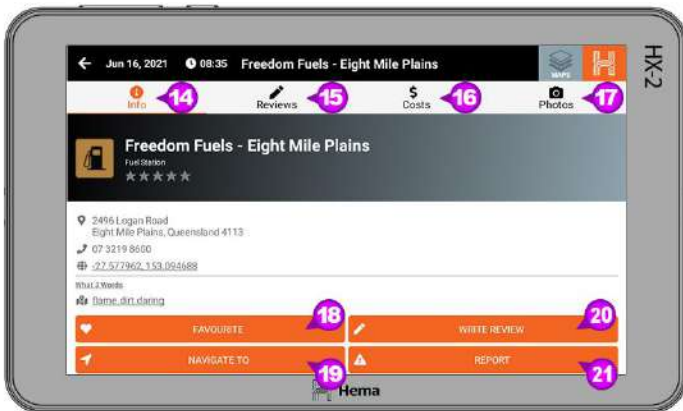 Jun 16, 2021 08:35 Freedom Fuels - Eight Mile Plains MAPS
HX-2
Info 14 Reviews 15 $ Costs 16 Photos 17
Freedom Fuels - Eight Mile Plains
Fuel Station
2496 Logan Road
Eight Mile Plains, Queensland 4113
07 3219 8600
-27.577962, 153.094688
What 3 Words
flame.dirt.daring
FAVOURITE 18 WRITE REVIEW 20
NAVIGATE TO 19 REPORT 21
Hema